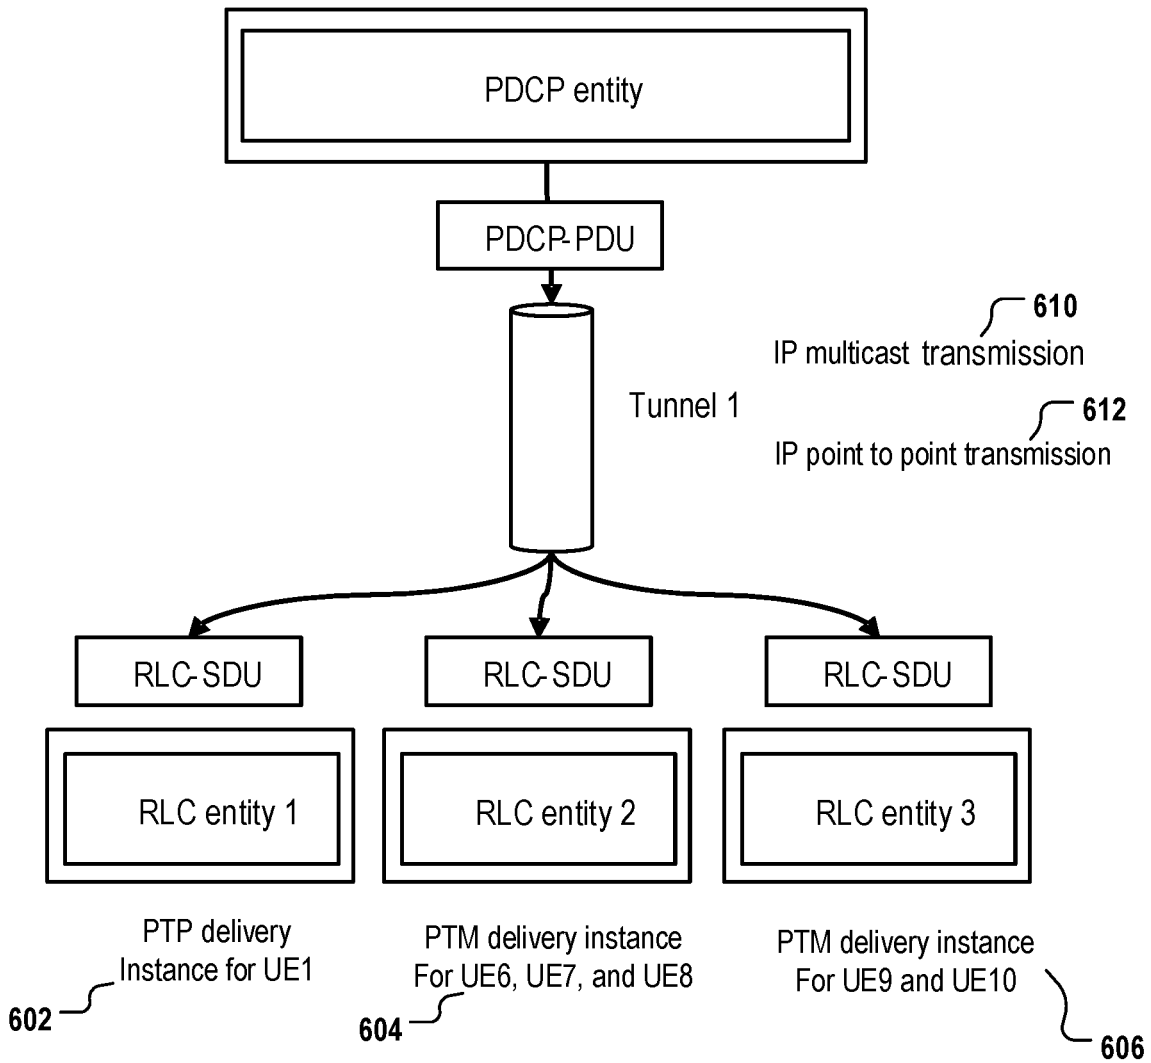 PDCP entity
PDCP-PDU
610
IP multicast transmission
Tunnel 1
612
IP point to point transmission
RLC-SDU
RLC-SDU
RLC-SDU
RLC entity 1
RLC entity 2
RLC entity 3
PTP delivery
Instance for UE1
602
PTM delivery instance
For UE6, UE7, and UE8
604
PTM delivery instance
For UE9 and UE10
606